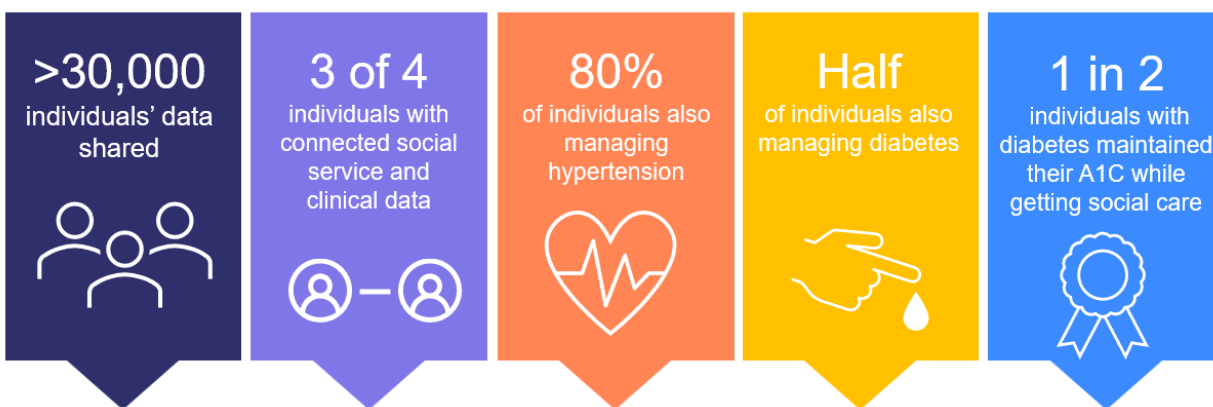 >30,000
individuals’ data
shared
3 of 4
individuals with
connected social
service and
clinical data
80%
of individuals also
managing
hypertension
Half
of individuals also
managing diabetes
1 in 2
individuals with
diabetes maintained
their A1C while
getting social care